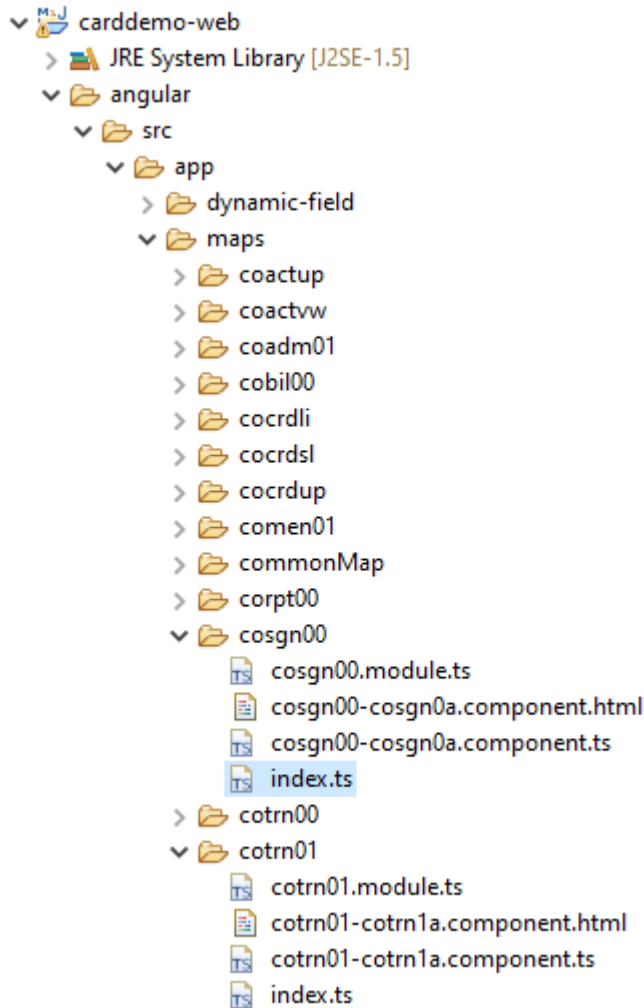 carddemo-web
JRE System Library [J2SE-1.5]
angular
src
app
dynamic-field
maps
coactup
coactvw
coadm01
cobil00
cocrdli
cocrdsl
cocrdup
comen01
commonMap
corpt00
cosgn00
cosgn00.module.ts
cosgn00-cosgn0a.component.html
cosgn00-cosgn0a.component.ts
index.ts
cotrn00
cotrn01
cotrn01.module.ts
cotrn01-cotrn1a.component.html
cotrn01-cotrn1a.component.ts
index.ts